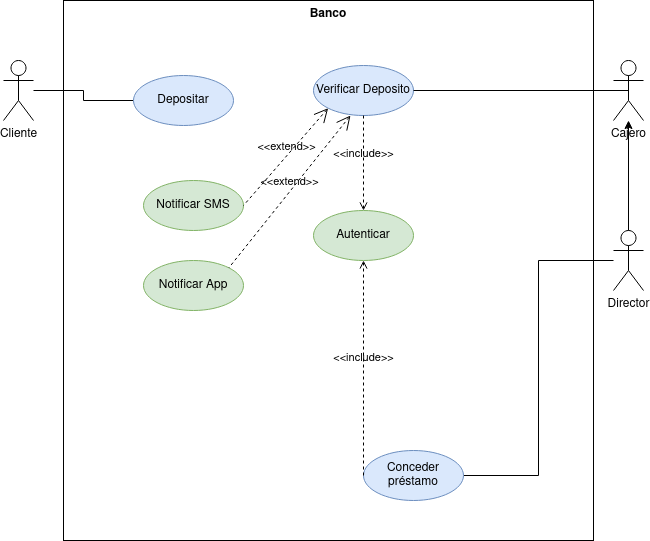 Banco
Cliente
Depositar
Verificar Deposito
Cajero
<<extend>>
<<include>>
<<extend>>
Notificar SMS
Autenticar
Notificar App
Director
<<include>>
Conceder
préstamo